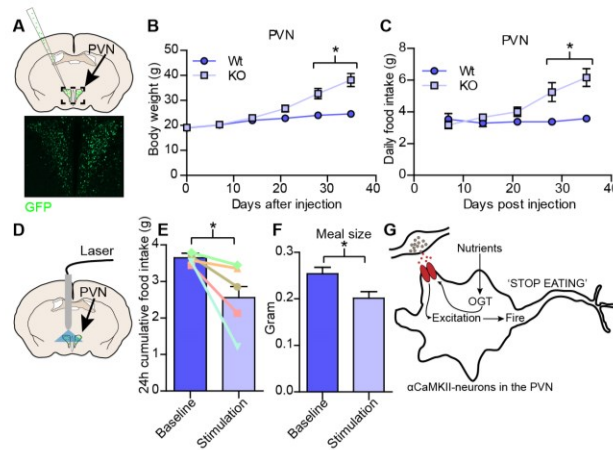 A
PVN
GFP
B
PVN
Wt
KO
*
Body weight (g)
60
50
40
30
20
10
0
0 10 20 30 40
Days after injection
C
PVN
Wt
KO
*
Daily food intake (g)
8
6
4
2
0
0 10 20 30 40
Days post injection
D
Laser
PVN
E
*
24h cumulative food intake (g)
4
3
2
1
0
Baseline
Stimulation
F
Meal size
*
Gram
0.3
0.2
0.1
0.0
Baseline
Stimulation
G
Nutrients
OGT
Excitation
Fire
'STOP EATING'
αCaMKII-neurons in the PVN